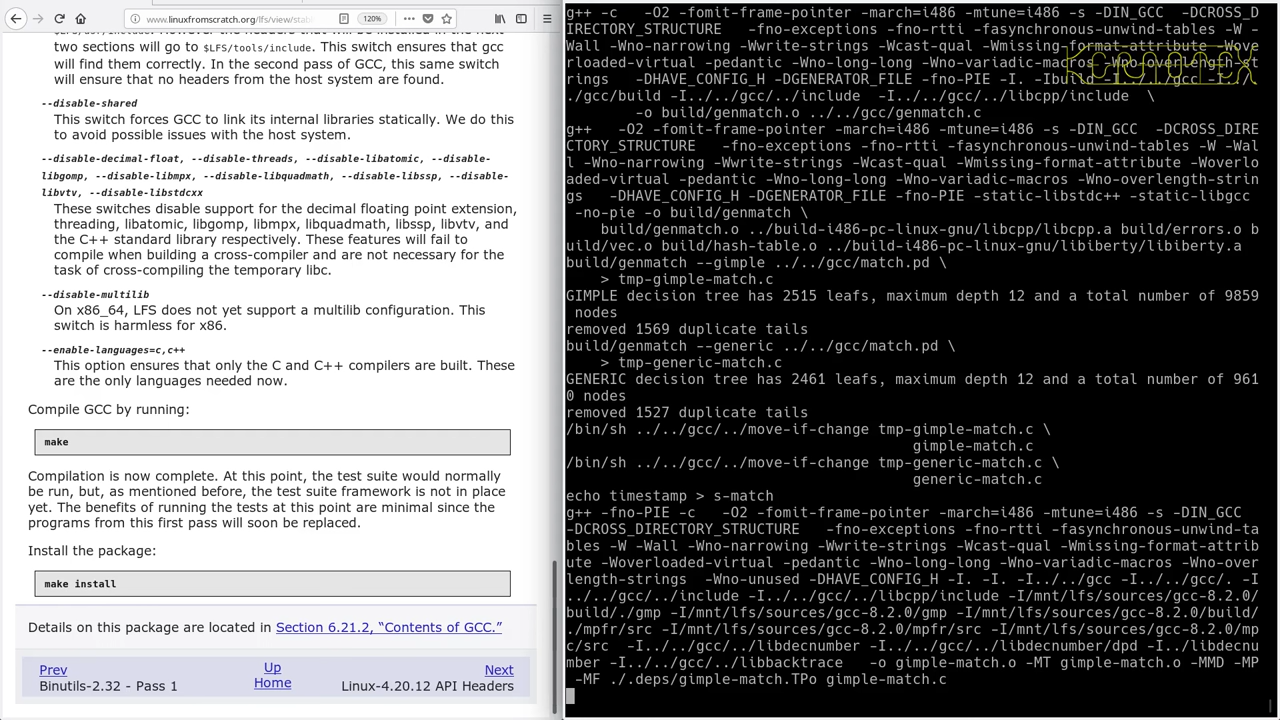 www.linuxfromscratch.org/lfs/view/stabl
120%
two sections will go to $LFS/tools/include. This switch ensures that gcc
will find them correctly. In the second pass of GCC, this same switch
will ensure that no headers from the host system are found.
--disable-shared
This switch forces GCC to link its internal libraries statically. We do this
to avoid possible issues with the host system.
--disable-decimal-float, --disable-threads, --disable-libatomic, --disable-
libgomp, --disable-libmpx, --disable-libquadmath, --disable-libssp, --disable-
libvtv, --disable-libstdcxx
These switches disable support for the decimal floating point extension,
threading, libatomic, libgomp, libmpx, libquadmath, libssp, libvtv, and
the C++ standard library respectively. These features will fail to
compile when building a cross-compiler and are not necessary for the
task of cross-compiling the temporary libc.
--disable-multilib
On x86_64, LFS does not yet support a multilib configuration. This
switch is harmless for x86.
--enable-languages=c,c++
This option ensures that only the C and C++ compilers are built. These
are the only languages needed now.
Compile GCC by running:
make
Compilation is now complete. At this point, the test suite would normally
be run, but, as mentioned before, the test suite framework is not in place
yet. The benefits of running the tests at this point are minimal since the
programs from this first pass will soon be replaced.
Install the package:
make install
Details on this package are located in Section 6.21.2, “Contents of GCC.”
Prev
Up
Next
Binutils-2.32 - Pass 1
Home
Linux-4.20.12 API Headers
g++ -c   -O2 -fomit-frame-pointer -march=i486 -mtune=i486 -s -DIN_GCC  -DCROSS_D
IRECTORY_STRUCTURE   -fno-exceptions -fno-rtti -fasynchronous-unwind-tables -W -
Wall -Wno-narrowing -Wwrite-strings -Wcast-qual -Wmissing-format-attribute -Wove
rloaded-virtual -pedantic -Wno-long-long -Wno-variadic-macros -Wno-overlength-st
rings  -DHAVE_CONFIG_H -DGENERATOR_FILE -fno-PIE -I. -Ibuild -I../../gcc -I../.
./gcc/build -I../../gcc/../include  -I../../gcc/../libcpp/include  \
-o build/genmatch.o ../../gcc/genmatch.c
g++   -O2 -fomit-frame-pointer -march=i486 -mtune=i486 -s -DIN_GCC  -DCROSS_DIRE
CTORY_STRUCTURE   -fno-exceptions -fno-rtti -fasynchronous-unwind-tables -W -Wal
l -Wno-narrowing -Wwrite-strings -Wcast-qual -Wmissing-format-attribute -Woverlo
aded-virtual -pedantic -Wno-long-long -Wno-variadic-macros -Wno-overlength-strin
gs  -DHAVE_CONFIG_H -DGENERATOR_FILE -fno-PIE -static-libstdc++ -static-libgcc
-no-pie -o build/genmatch \
build/genmatch.o ../build-i486-pc-linux-gnu/libcpp/libcpp.a build/errors.o b
uild/vec.o build/hash-table.o ../build-i486-pc-linux-gnu/libiberty/libiberty.a
build/genmatch --gimple ../../gcc/match.pd \
> tmp-gimple-match.c
GIMPLE decision tree has 2515 leafs, maximum depth 12 and a total number of 9859
nodes
removed 1569 duplicate tails
build/genmatch --generic ../../gcc/match.pd \
> tmp-generic-match.c
GENERIC decision tree has 2461 leafs, maximum depth 12 and a total number of 961
0 nodes
removed 1527 duplicate tails
/bin/sh ../../gcc/../move-if-change tmp-gimple-match.c \
gimple-match.c
/bin/sh ../../gcc/../move-if-change tmp-generic-match.c \
generic-match.c
echo timestamp > s-match
g++ -fno-PIE -c   -O2 -fomit-frame-pointer -march=i486 -mtune=i486 -s -DIN_GCC
-DCROSS_DIRECTORY_STRUCTURE   -fno-exceptions -fno-rtti -fasynchronous-unwind-ta
bles -W -Wall -Wno-narrowing -Wwrite-strings -Wcast-qual -Wmissing-format-attrib
ute -Woverloaded-virtual -pedantic -Wno-long-long -Wno-variadic-macros -Wno-over
length-strings  -Wno-unused -DHAVE_CONFIG_H -I. -I. -I../../gcc -I../../gcc/. -I
../../gcc/../include -I../../gcc/../libcpp/include -I/mnt/lfs/sources/gcc-8.2.0/
build/./gmp -I/mnt/lfs/sources/gcc-8.2.0/gmp -I/mnt/lfs/sources/gcc-8.2.0/build/
./mpfr/src -I/mnt/lfs/sources/gcc-8.2.0/mpfr/src -I/mnt/lfs/sources/gcc-8.2.0/mp
c/src  -I../../gcc/../libdecnumber -I../../gcc/../libdecnumber/dpd -I../libdecnu
mber -I../../gcc/../libbacktrace   -o gimple-match.o -MT gimple-match.o -MMD -MP
-MF ./.deps/gimple-match.TPo gimple-match.c